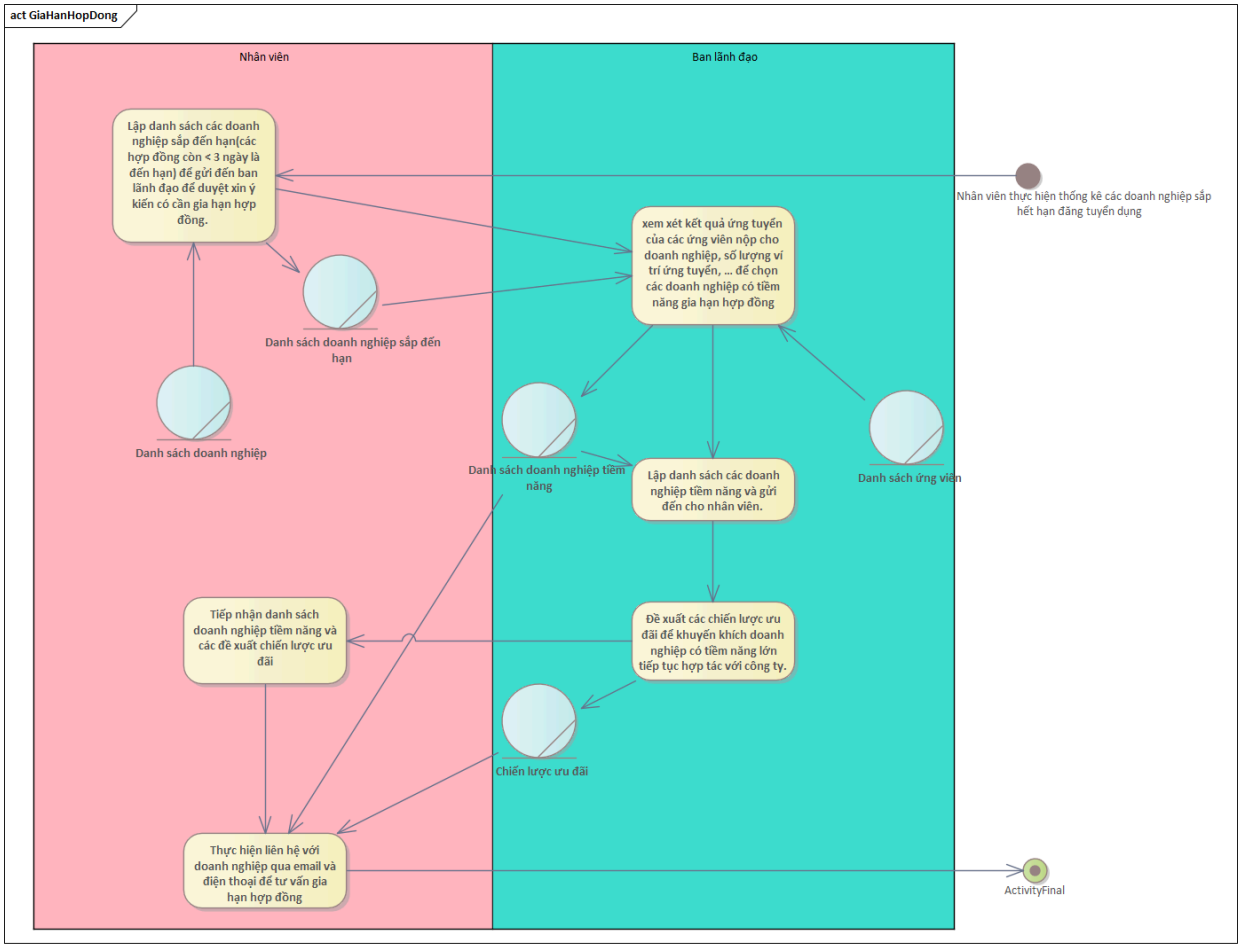 act GiaHanHopDong
Nhân viên
Ban lãnh đạo
Lập danh sách các doanh
nghiệp sắp đến hạn(các
hợp đồng còn < 3 ngày là
đến hạn) để gửi đến ban
lãnh đạo để duyệt xin ý
kiến có cần gia hạn hợp
đồng.
Nhân viên thực hiện thống kê các doanh nghiệp sắp
hết hạn đăng tuyển dụng
xem xét kết quả ứng tuyển
của các ứng viên nộp cho
doanh nghiệp, số lượng ví
trí ứng tuyển, ... để chọn
các doanh nghiệp có tiềm
năng gia hạn hợp đồng
Danh sách doanh nghiệp sắp đến
hạn
Danh sách doanh nghiệp
Danh sách doanh nghiệp tiềm
năng
Lập danh sách các doanh
nghiệp tiềm năng và gửi
đến cho nhân viên.
Danh sách ứng viên
Tiếp nhận danh sách
doanh nghiệp tiềm năng và
các đề xuất chiến lược ưu
đãi
Đề xuất các chiến lược ưu
đãi để khuyến khích doanh
nghiệp có tiềm năng lớn
tiếp tục hợp tác với công ty.
Chiến lược ưu đãi
Thực hiện liên hệ với
doanh nghiệp qua email và
điện thoại để tư vấn gia
hạn hợp đồng
ActivityFinal